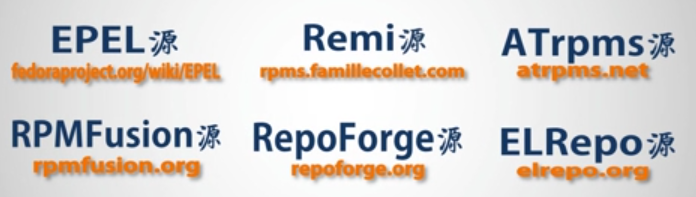 EPEL源
fedoraproject.org/wiki/EPEL
Remi源
rpms.famillecollet.com
ATrpms源
atrpms.net
RPMFusion源
rpmfusion.org
RepoForge源
repoforge.org
ELRepo源
elrepo.org